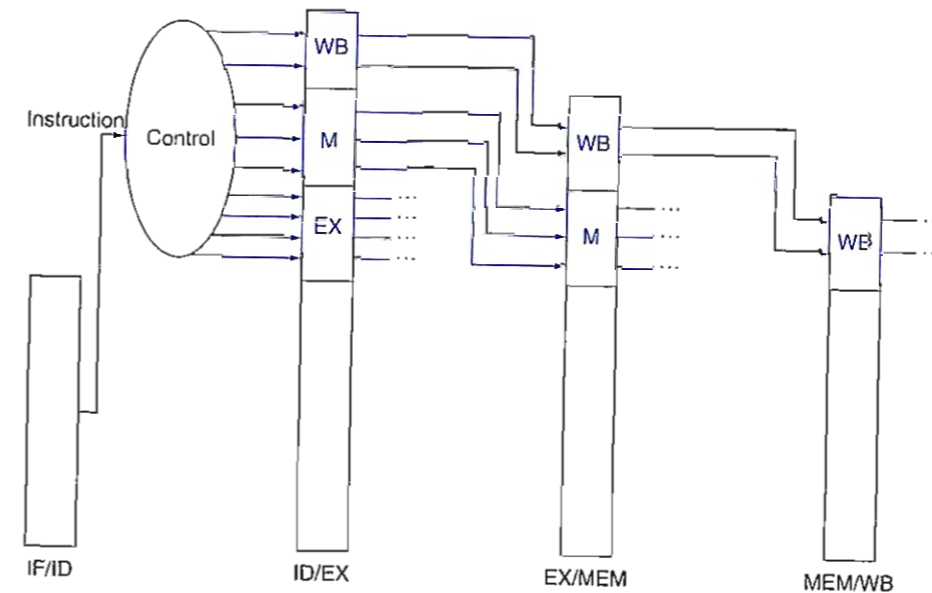 WB
Instruction
Control
M
WB
EX
...
...
...
...
M
...
...
...
WB
...
...
IF/ID
ID/EX
EX/MEM
MEM/WB